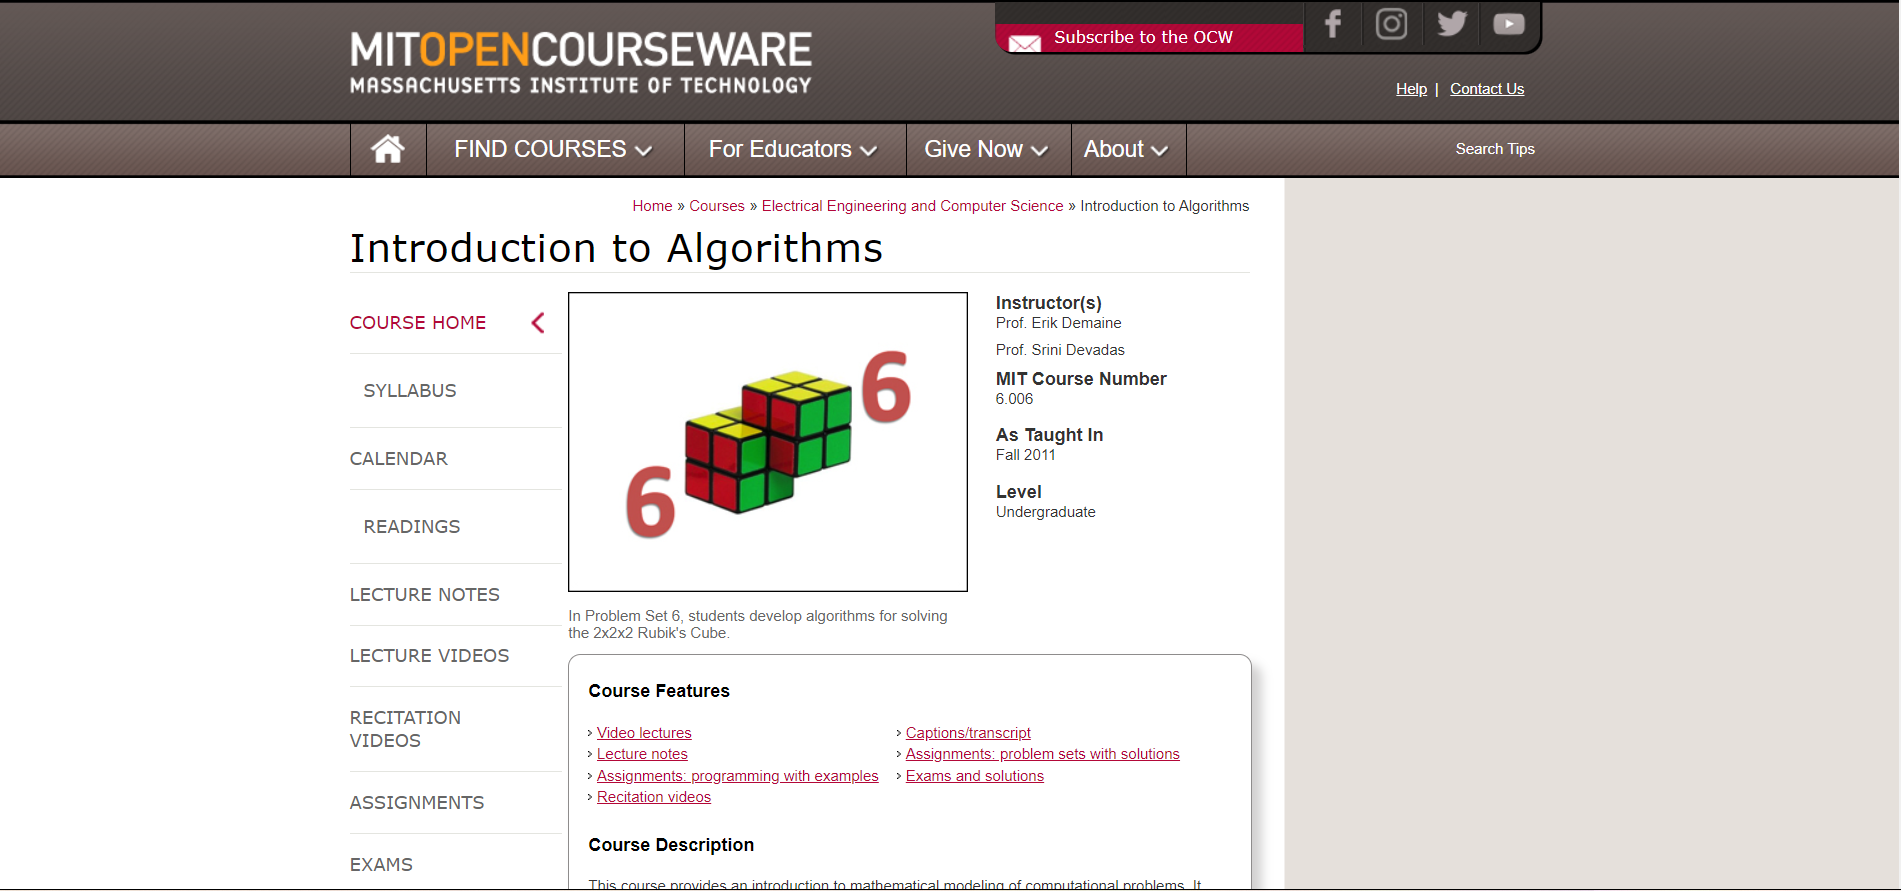 MITOPENCOURSEWARE
MASSACHUSETTS INSTITUTE OF TECHNOLOGY
Subscribe to the OCW
Help | Contact Us
FIND COURSES
For Educators
Give Now
About
Search Tips
Home » Courses » Electrical Engineering and Computer Science » Introduction to Algorithms
Introduction to Algorithms
COURSE HOME
SYLLABUS
CALENDAR
READINGS
LECTURE NOTES
LECTURE VIDEOS
RECITATION
VIDEOS
ASSIGNMENTS
EXAMS
6
6
In Problem Set 6, students develop algorithms for solving
the 2x2x2 Rubik's Cube.
Instructor(s)
Prof. Erik Demaine
Prof. Srini Devadas
MIT Course Number
6.006
As Taught In
Fall 2011
Level
Undergraduate
Course Features
Video lectures
Lecture notes
Assignments: programming with examples
Recitation videos
Captions/transcript
Assignments: problem sets with solutions
Exams and solutions
Course Description
This course provides an introduction to mathematical modeling of computational problems. It